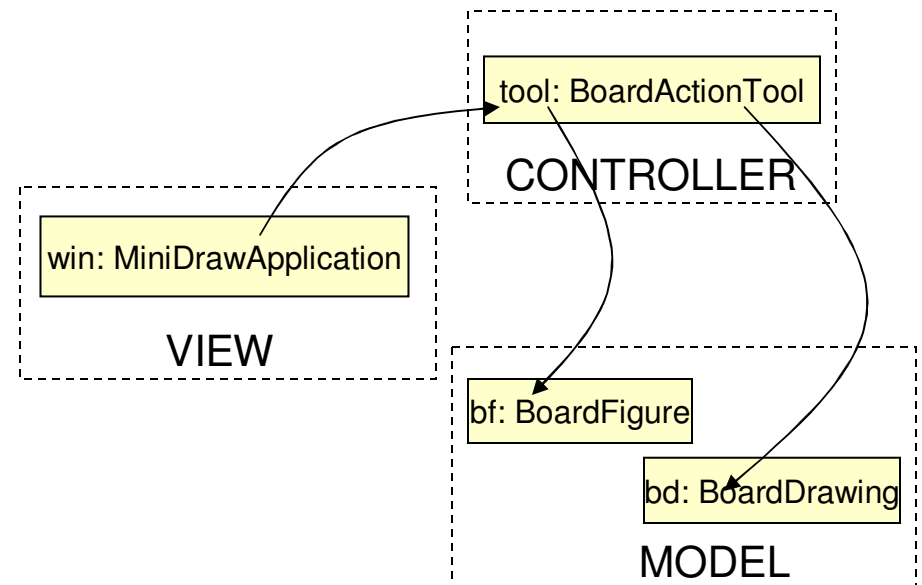 tool: BoardActionTool
CONTROLLER
win: MiniDrawApplication
VIEW
bf: BoardFigure
bd: BoardDrawing
MODEL